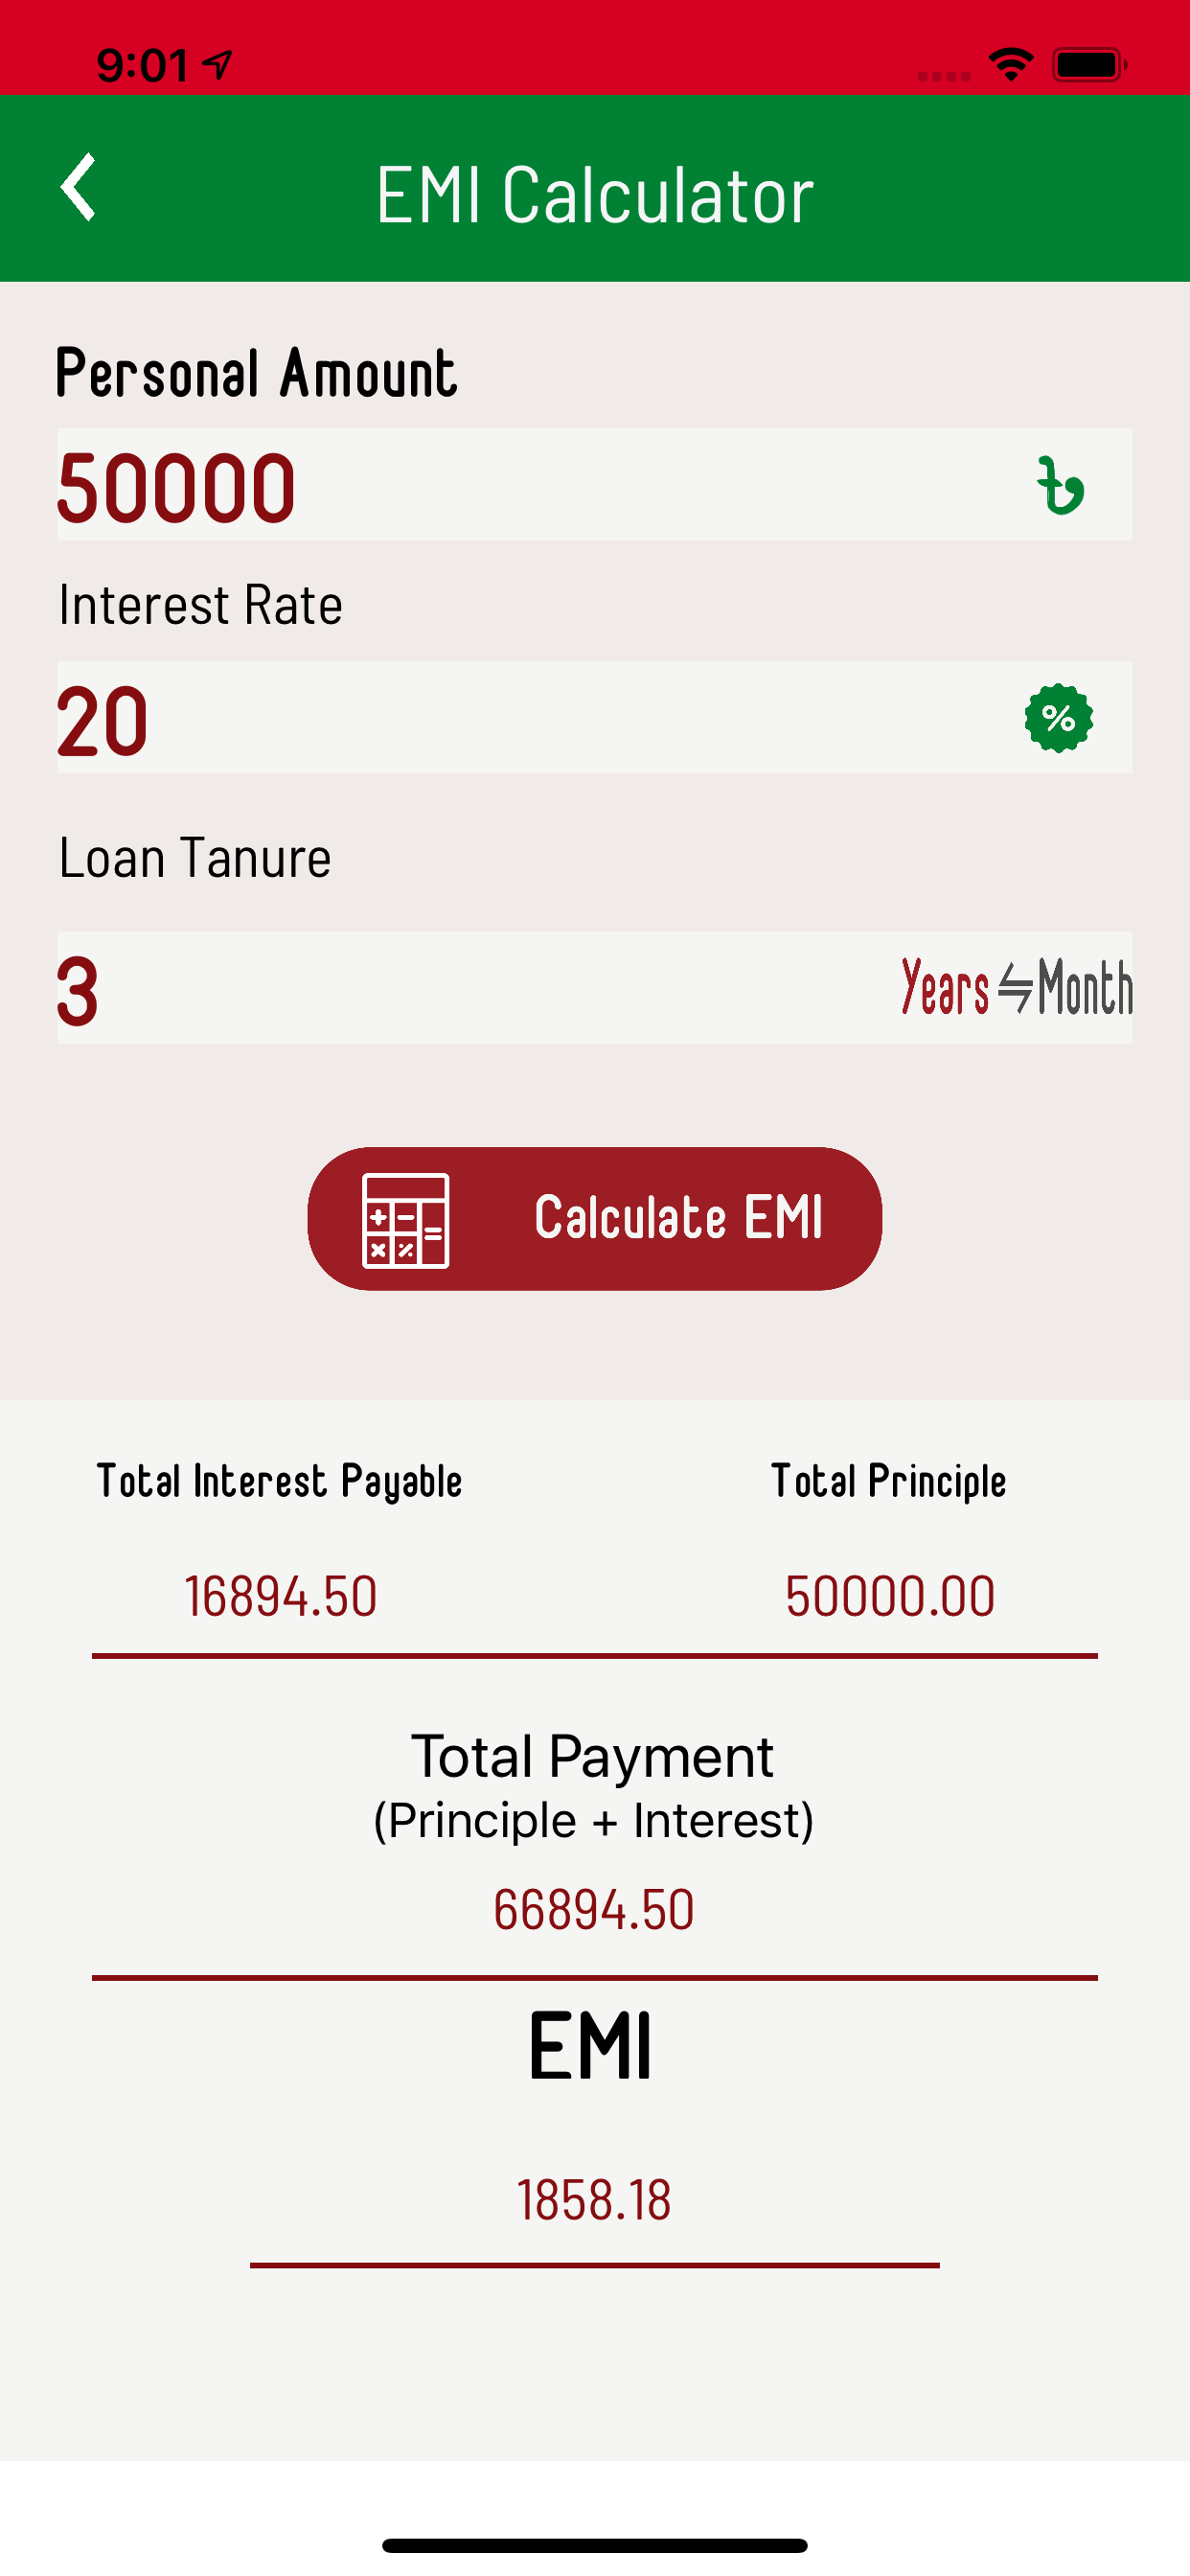 9:01
EMI Calculator
Personal Amount
50000 ৳
Interest Rate
20 %
Loan Tanure
3 Years ⇋ Month
Calculate EMI
Total Interest Payable Total Principle
16894.50 50000.00
Total Payment
(Principle + Interest)
66894.50
EMI
1858.18